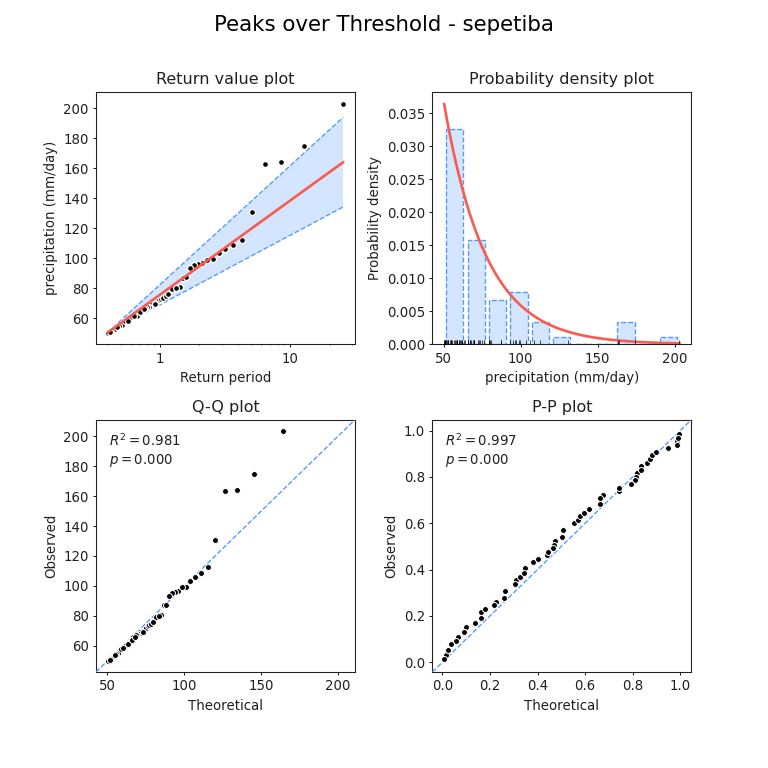 Peaks over Threshold - sepetiba
Return value plot
precipitation (mm/day)
200
180
160
140
120
100
80
60
1
10
Return period
Probability density plot
Probability density
0.035
0.030
0.025
0.020
0.015
0.010
0.005
0.000
50
100
150
200
precipitation (mm/day)
Q-Q plot
R² = 0.981
p = 0.000
Observed
200
180
160
140
120
100
80
60
50
100
150
200
Theoretical
P-P plot
R² = 0.997
p = 0.000
Observed
1.0
0.8
0.6
0.4
0.2
0.0
0.0
0.2
0.4
0.6
0.8
1.0
Theoretical